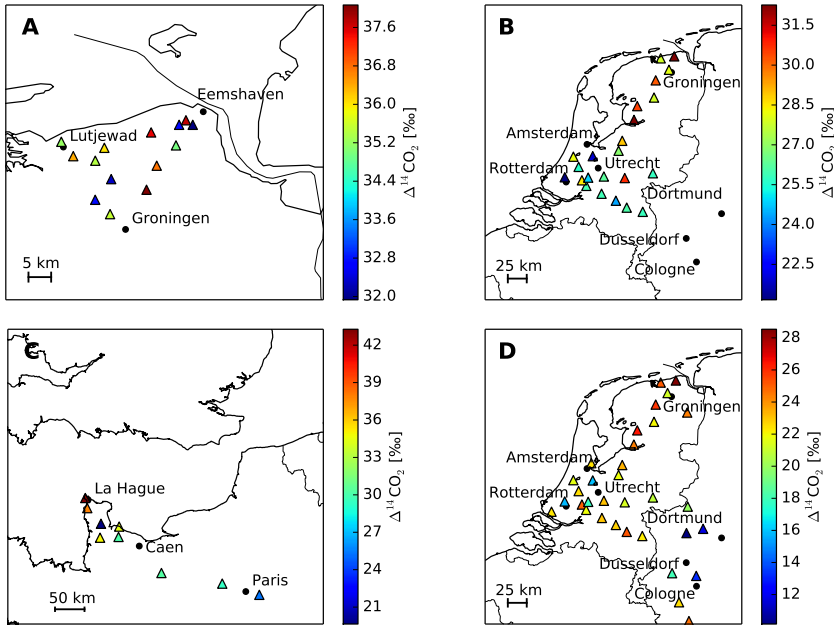 A
Eemshaven
Lutjewad
Groningen
5 km
37.6
36.8
36.0
35.2
34.4
33.6
32.8
32.0
Δ¹⁴CO₂ [‰]
B
Groningen
Amsterdam
Utrecht
Rotterdam
Dortmund
Dusseldorf
Cologne
25 km
31.5
30.0
28.5
27.0
25.5
24.0
22.5
Δ¹⁴CO₂ [‰]
C
La Hague
Caen
Paris
50 km
42
39
36
33
30
27
24
21
Δ¹⁴CO₂ [‰]
D
Groningen
Amsterdam
Utrecht
Rotterdam
Dortmund
Dusseldorf
Cologne
25 km
28
26
24
22
20
18
16
14
12
Δ¹⁴CO₂ [‰]